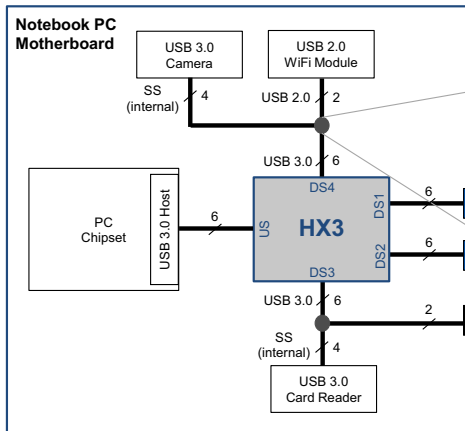 Notebook PC
Motherboard
USB 3.0
Camera
USB 2.0
WiFi Module
SS
(internal)
4
USB 2.0
2
USB 3.0
6
DS4
PC
Chipset
USB 3.0 Host
6
US
HX3
DS1
6
DS2
6
DS3
USB 3.0
6
2
SS
(internal)
4
USB 3.0
Card Reader